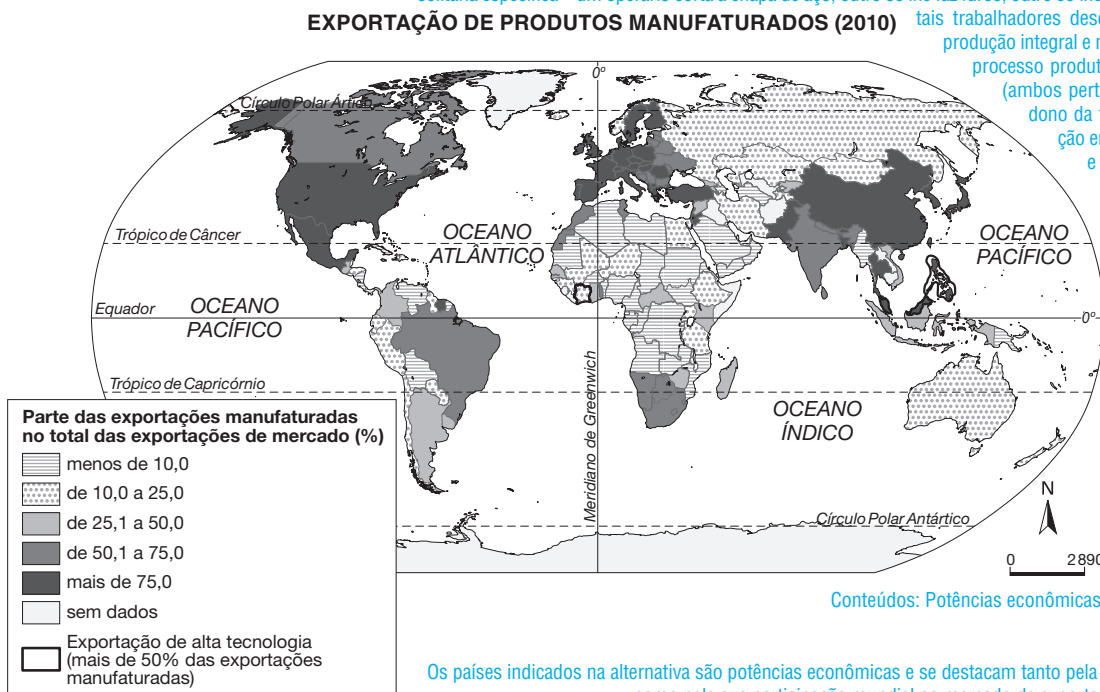 EXPORTAÇÃO DE PRODUTOS MANUFATURADOS (2010)
tais trabalhadores
produção integral e
processo
(ambos
dono da
e
0º
Círculo Polar Ártico
Trópico de Câncer
OCEANO
ATLÂNTICO
OCEANO
PACÍFICO
Equador
OCEANO
PACÍFICO
0º
Trópico de Capricórnio
Meridiano de Greenwich
OCEANO
ÍNDICO
Círculo Polar Antártico
N
0 2890
Parte das exportações manufaturadas
no total das exportações de mercado (%)
menos de 10,0
de 10,0 a 25,0
de 25,1 a 50,0
de 50,1 a 75,0
mais de 75,0
sem dados
Exportação de alta tecnologia
(mais de 50% das exportações
manufaturadas)
Conteúdos: Potências econômicas
Os países indicados na alternativa são potências econômicas e se destacam tanto pela